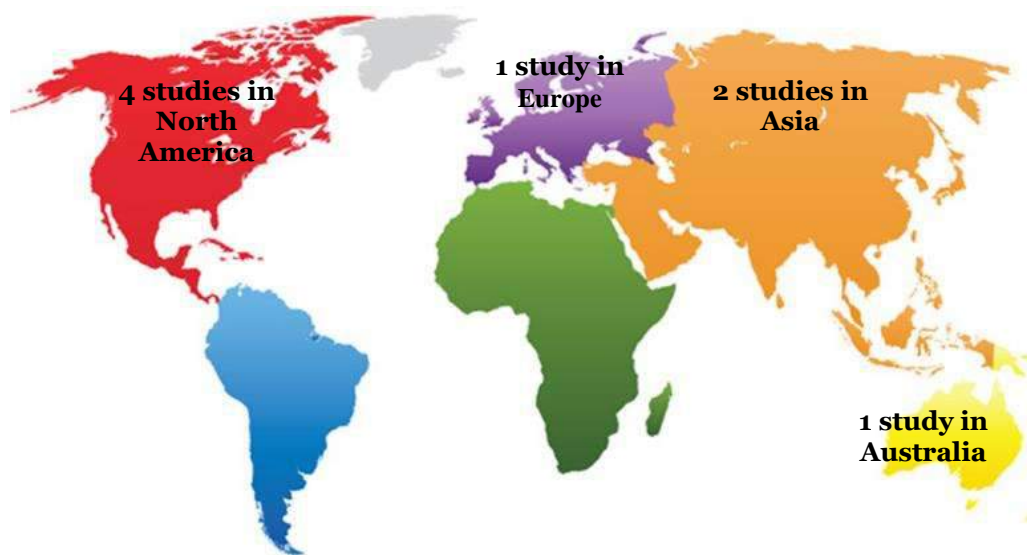 4 studies in
North
America
1 study in
Europe
2 studies in
Asia
1 study in
Australia